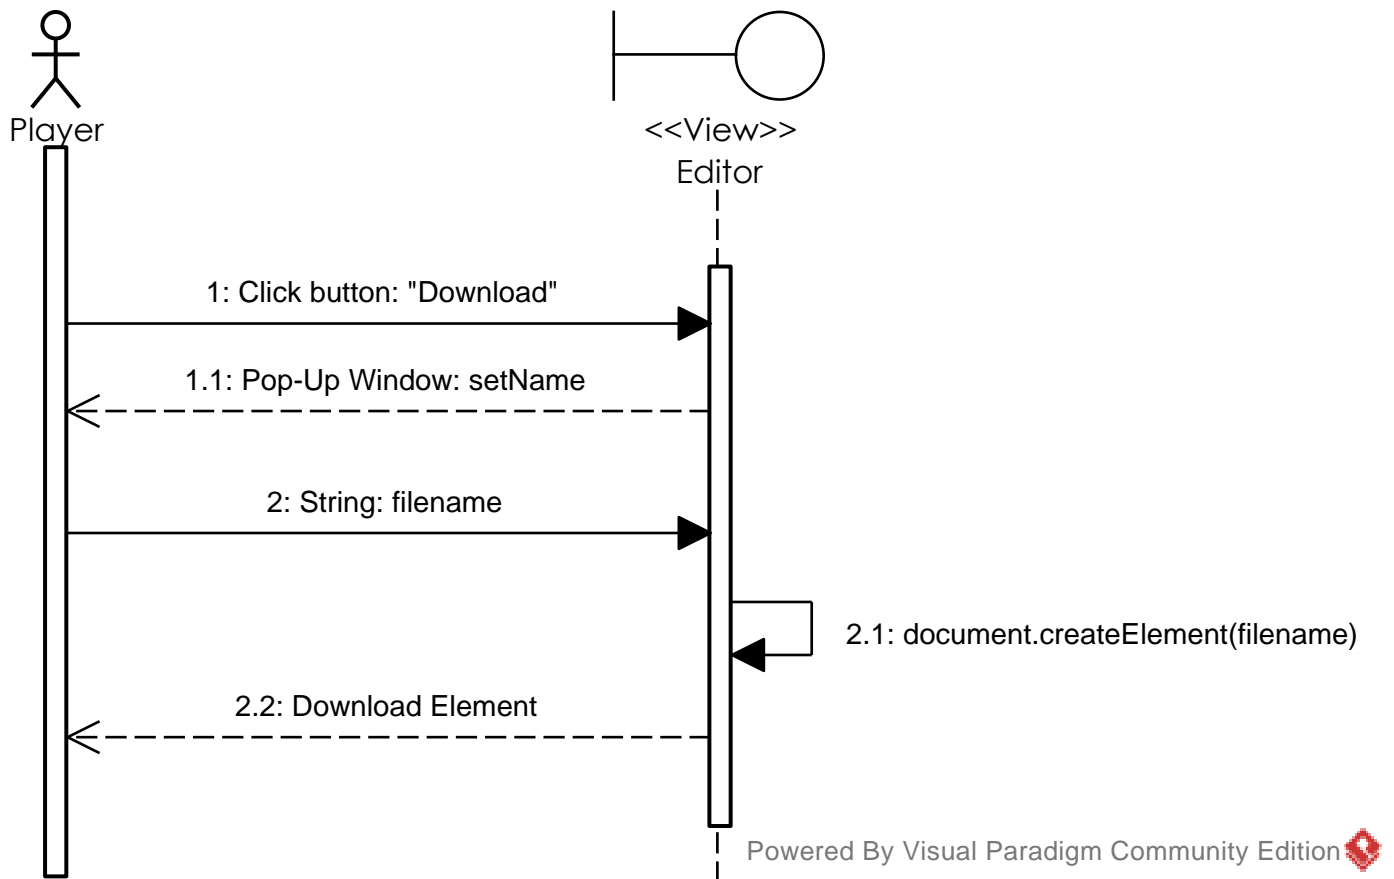 Player
<<View>>
Editor
1: Click button: "Download"
1.1: Pop-Up Window: setName
2: String: filename
2.1: document.createElement(filename)
2.2: Download Element
Powered By Visual Paradigm Community Edition